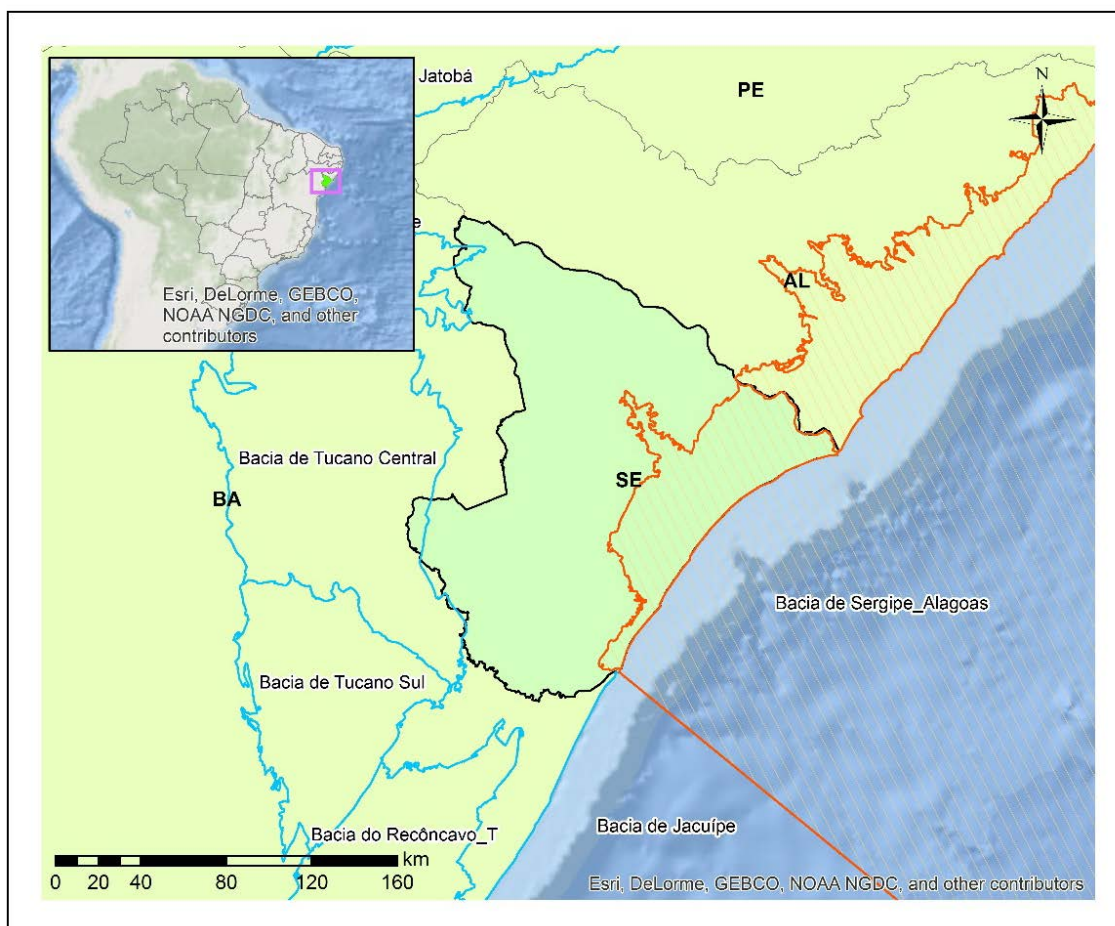 Jatobá
PE
N
e
Esri, DeLorme, GEBCO,
NOAA NGDC, and other
contributors
AL
Bacia de Tucano Central
SE
BA
Bacia de Sergipe_Alagoas
Bacia de Tucano Sul
Bacia de Jacuípe
Bacia do Recôncavo_T
km
0 20 40 80 120 160
Esri, DeLorme, GEBCO, NOAA NGDC, and other contributors